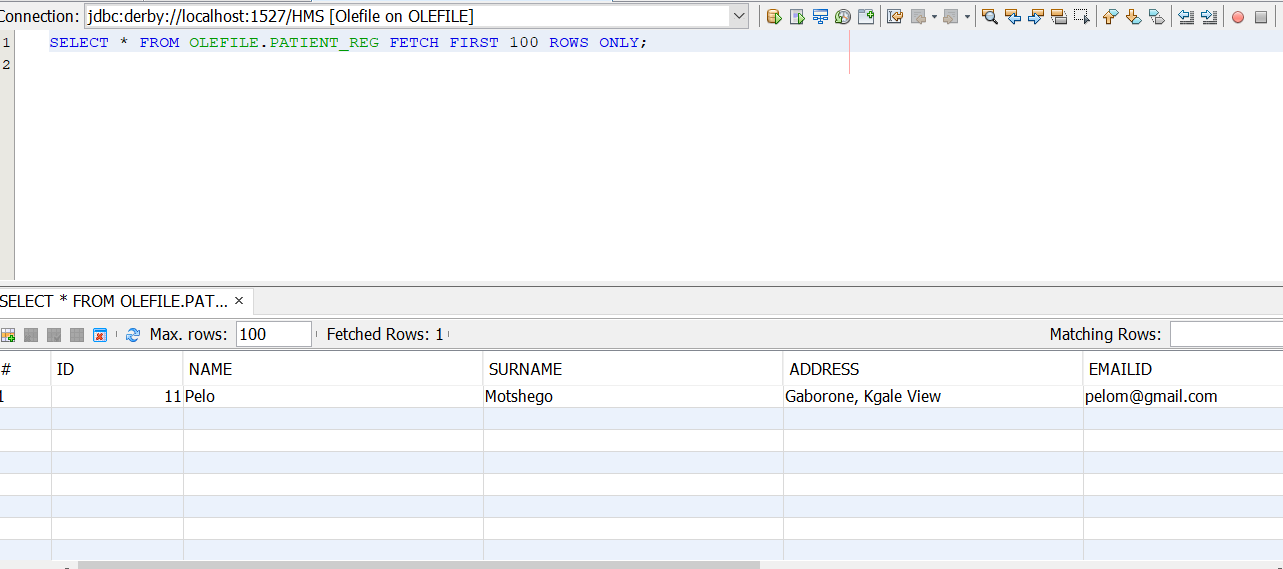 Connection: jdbc:derby://localhost:1527/HMS [Olefile on OLEFILE]
1 SELECT * FROM OLEFILE.PATIENT_REG FETCH FIRST 100 ROWS ONLY;
2
SELECT * FROM OLEFILE.PAT... ×
Max. rows: 100 Fetched Rows: 1 Matching Rows:
# ID NAME SURNAME ADDRESS EMAILID
1 11 Pelo Motshego Gaborone, Kgale View pelom@gmail.com